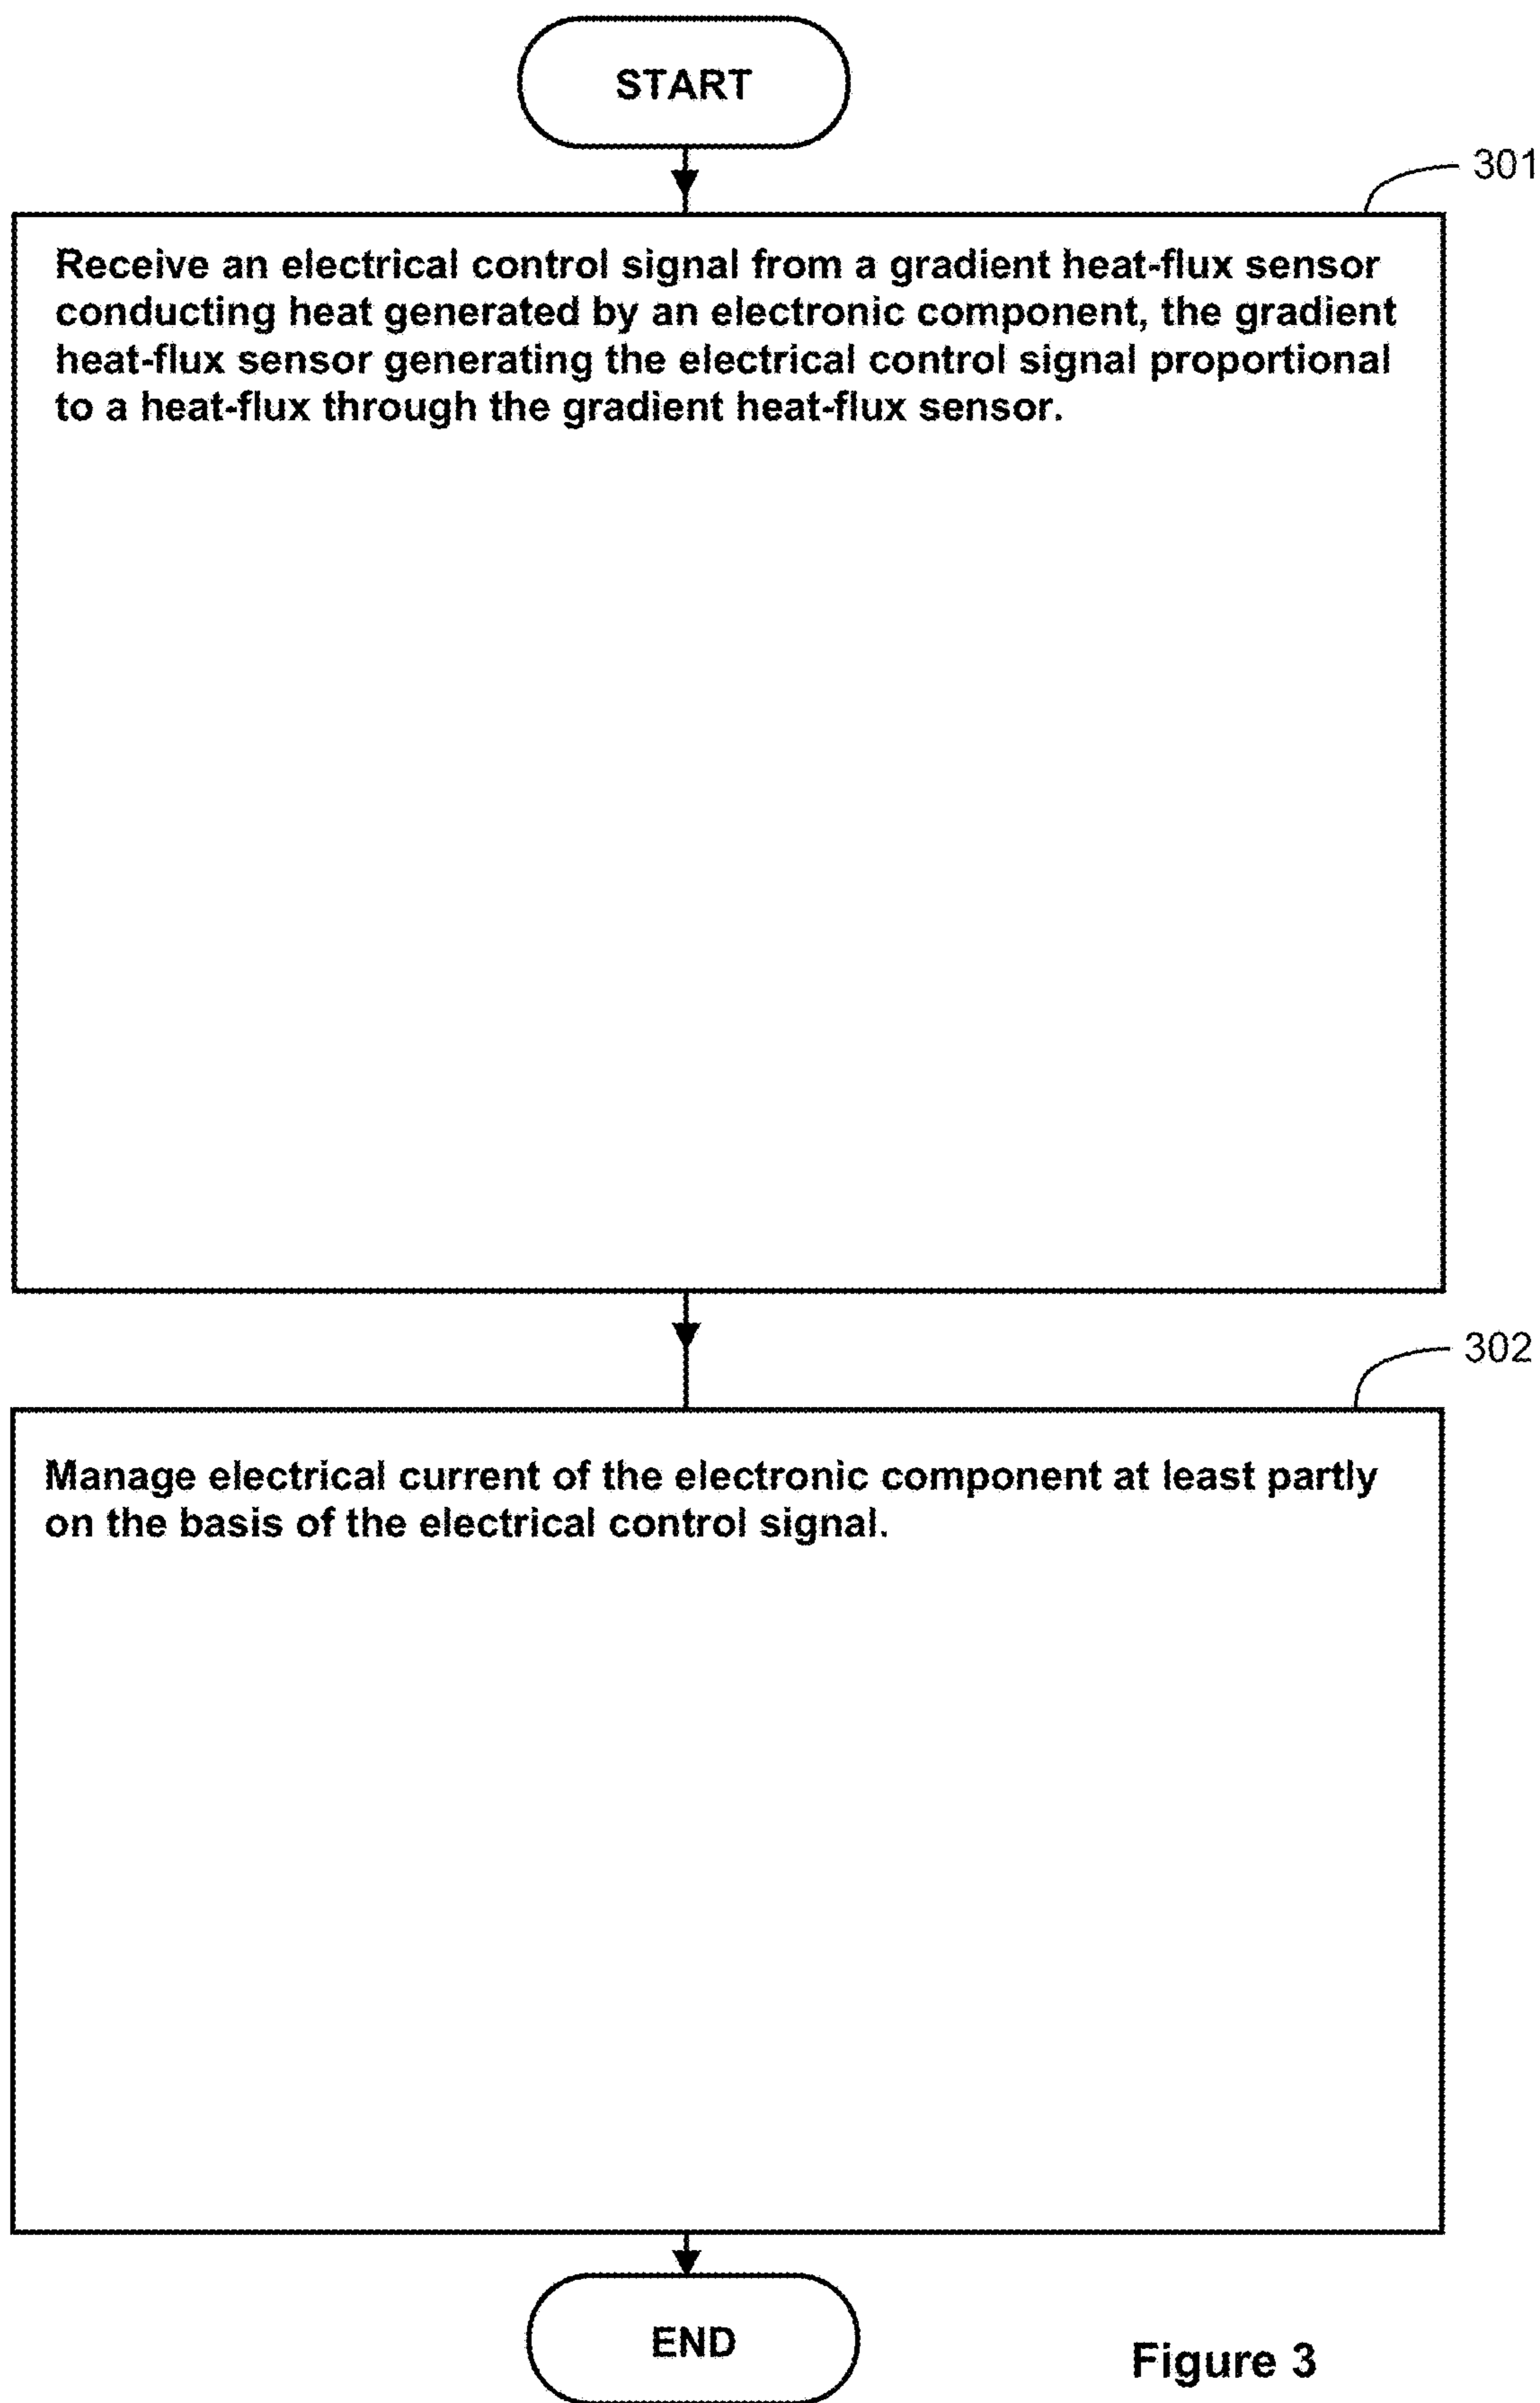 START
301
Receive an electrical control signal from a gradient heat-flux sensor
conducting heat generated by an electronic component, the gradient
heat-flux sensor generating the electrical control signal proportional
to a heat-flux through the gradient heat-flux sensor.
302
Manage electrical current of the electronic component at least partly
on the basis of the electrical control signal.
END
Figure 3